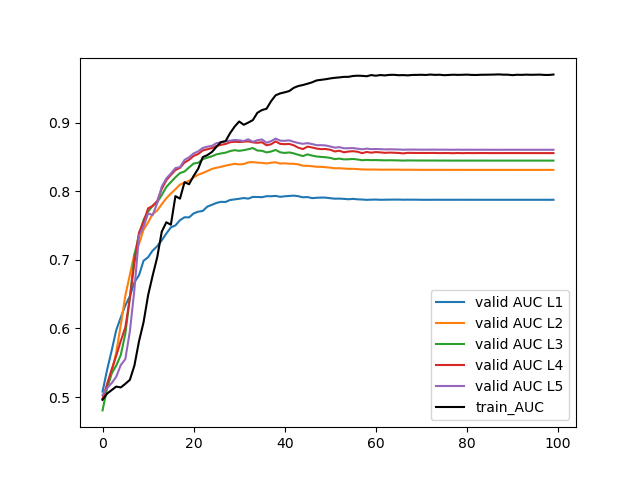 0.9
0.8
0.7
0.6
0.5
0 20 40 60 80 100
valid AUC L1
valid AUC L2
valid AUC L3
valid AUC L4
valid AUC L5
train_AUC